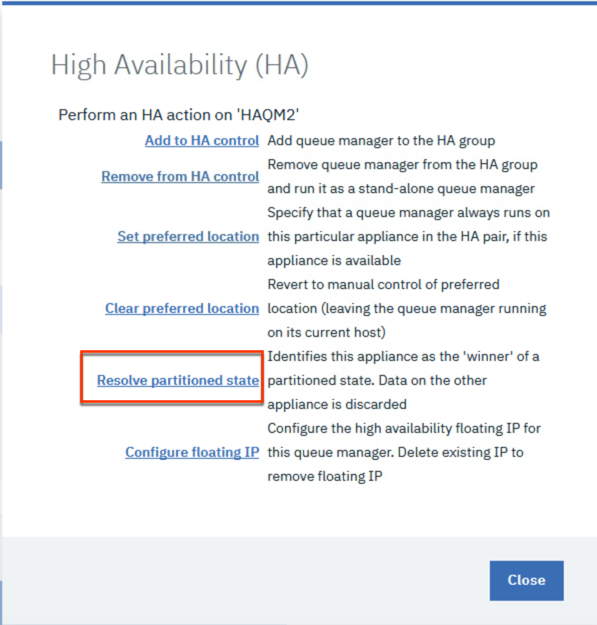 High Availability (HA)
Perform an HA action on 'HAQM2'
Add to HA control Add queue manager to the HA group
Remove queue manager from the HA group
Remove from HA control
and run it as a stand-alone queue manager
Specify that a queue manager always runs on
Set preferred location this particular appliance in the HA pair, if this
appliance is available
Revert to manual control of preferred
Clear preferred location location (leaving the queue manager running
on its current host)
Identifies this appliance as the 'winner' of a
Resolve partitioned state partitioned state. Data on the other
appliance is discarded
Configure the high availability floating IP for
Configure floating IP this queue manager. Delete existing IP to
remove floating IP
Close